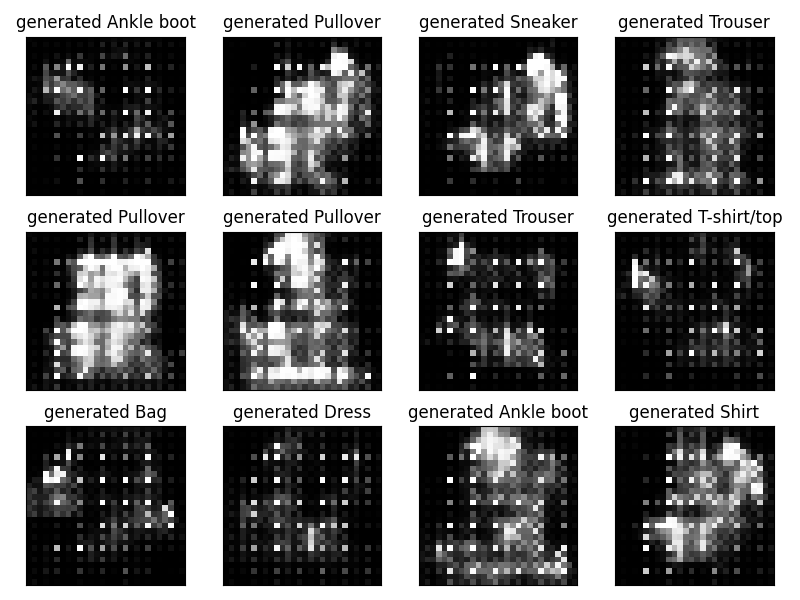 generated Ankle boot
generated Pullover
generated Sneaker
generated Trouser
generated Pullover
generated Pullover
generated Trouser
generated T-shirt/top
generated Bag
generated Dress
generated Ankle boot
generated Shirt